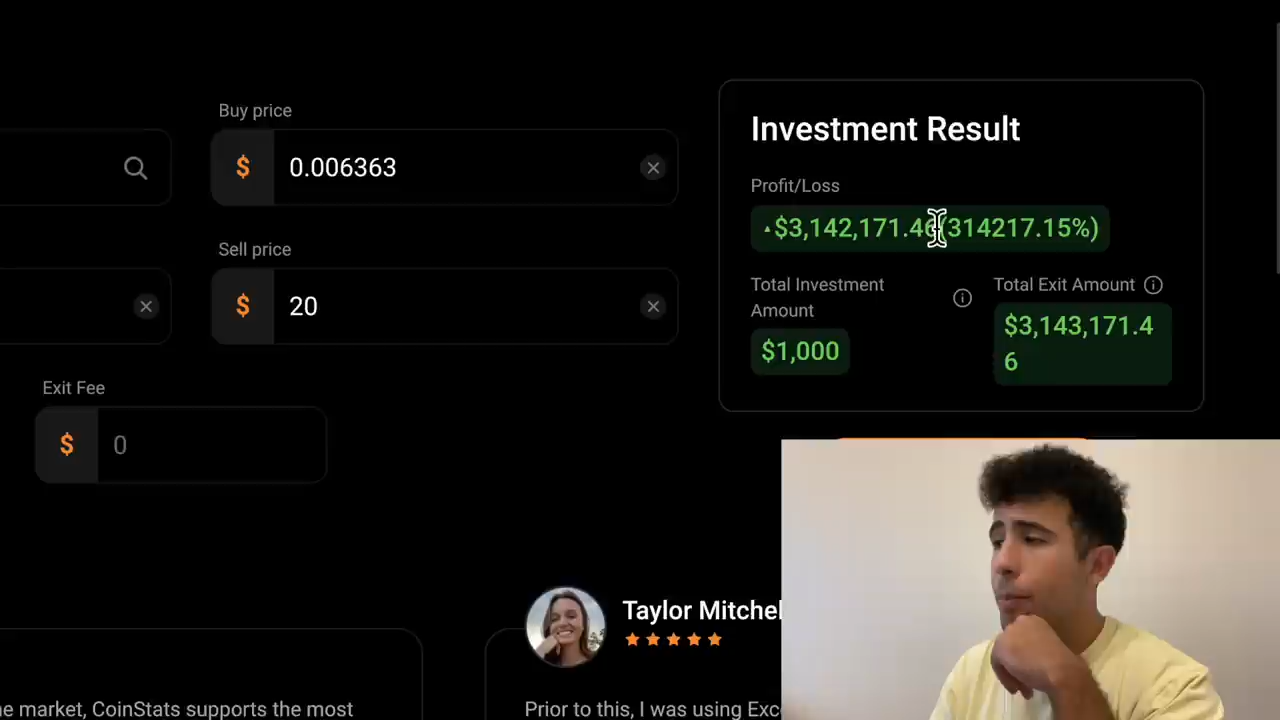 Buy price
$ 0.006363
Sell price
$ 20
Exit Fee
$ 0
Investment Result
Profit/Loss
$3,142,171.46(314217.15%)
Total Investment
Amount
$1,000
Total Exit Amount
$3,143,171.4
6
Taylor Mitchel
e market, CoinStats supports the most
Prior to this, I was using Exc